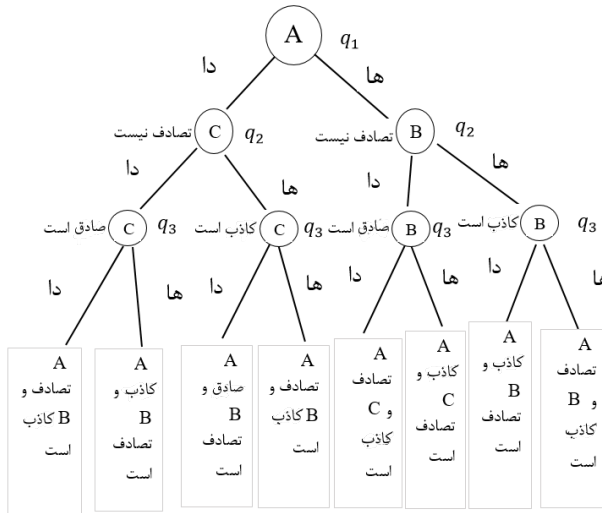 A q₁
دا ها
تصادف نیست C q₂ تصادف نیست B q₂
دا ها دا ها
صادق است C q₃ کاذب است C q₃ صادق است B q₃ کاذب است B q₃
دا ها دا ها دا ها دا ها
A
تصادف و
B کاذب
است
A
کاذب و
B
تصادف
است
A
صادق و
B
تصادف
است
A
تصادف و
B کاذب
است
A
تصادف
و C
کاذب
است
A
کاذب و
C
تصادف
است
A
کاذب و
B
تصادف
است
A
تصادف
و B
کاذب
است